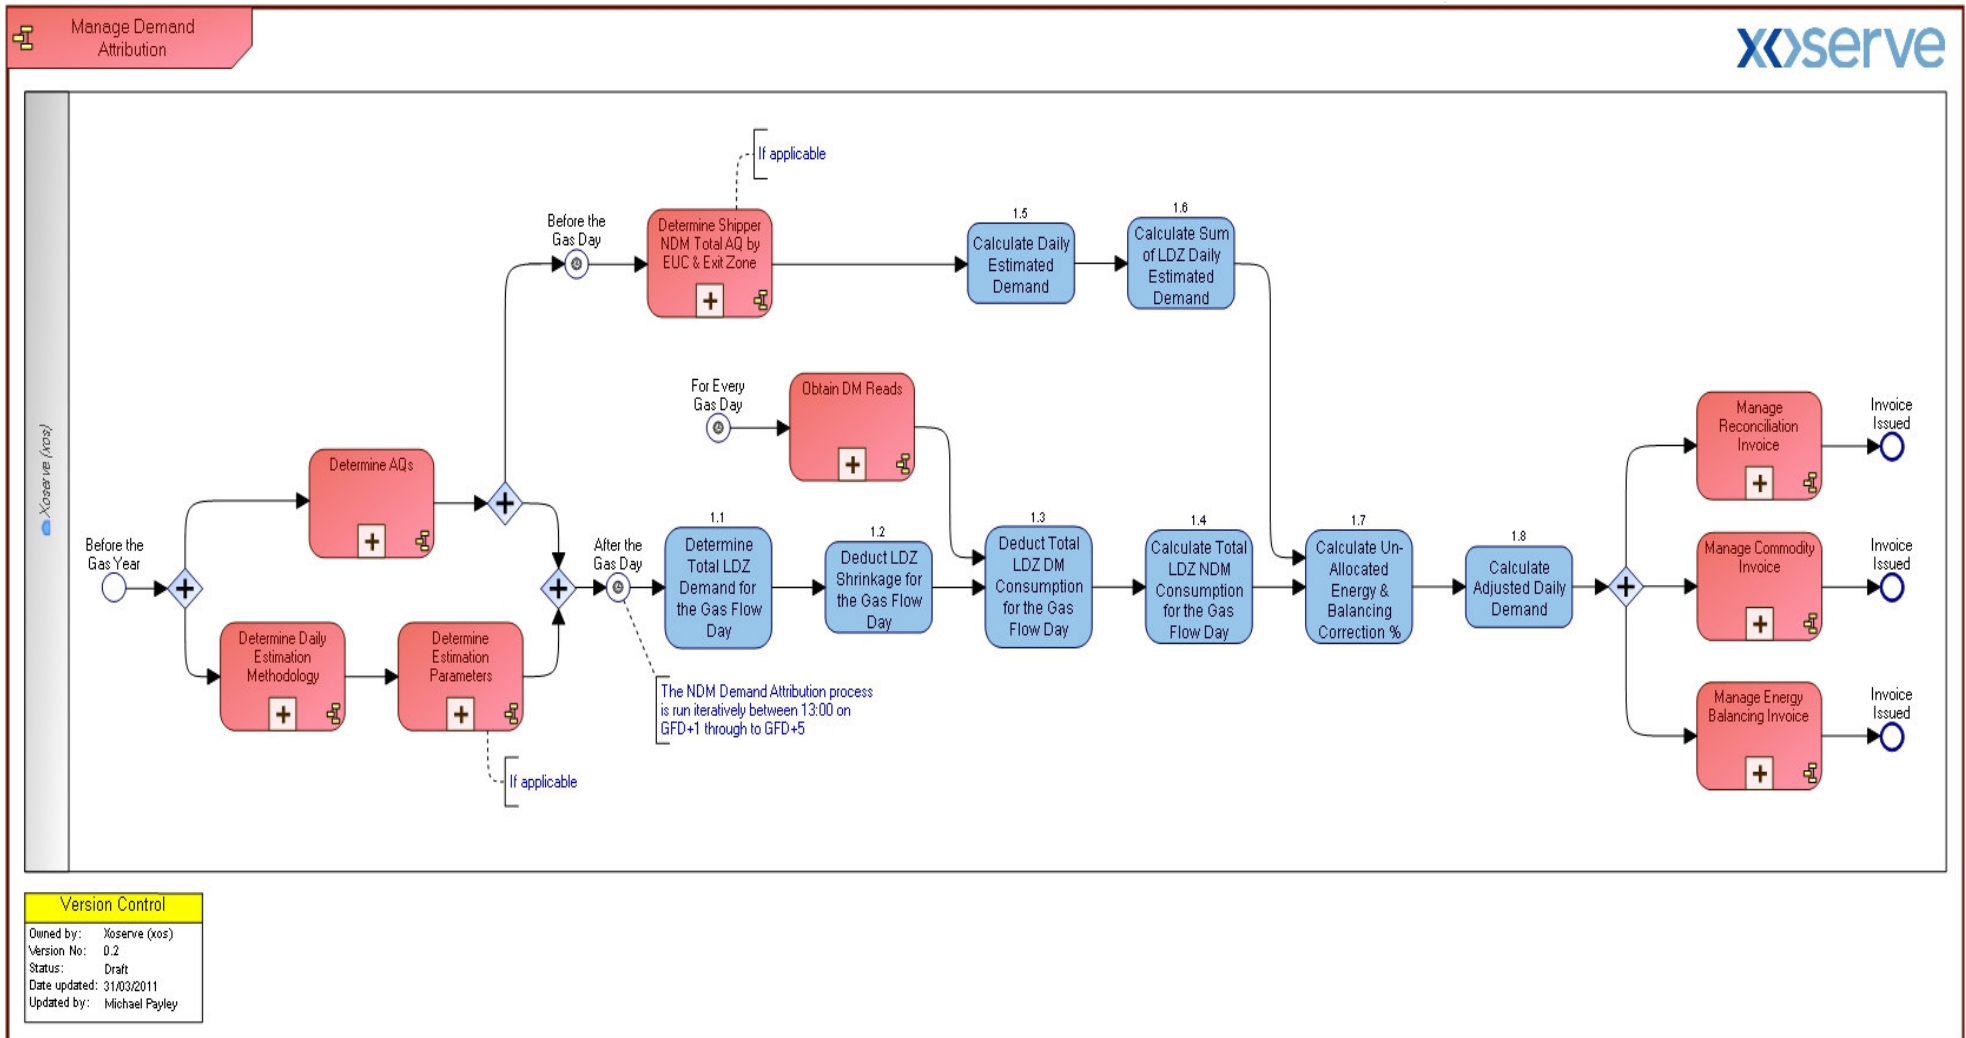 Manage Demand
Attribution
xoserve
Xoserve (xos)
If applicable
Before the
Gas Day
Determine Shipper
NDM Total AQ by
EUC & Exit Zone
1.5
Calculate Daily
Estimated
Demand
1.6
Calculate Sum
of LDZ Daily
Estimated
Demand
For Every
Gas Day
Obtain DM Reads
Determine AQs
Before the
Gas Year
After the
Gas Day
1.1
Determine
Total LDZ
Demand for
the Gas Flow
Day
1.2
Deduct LDZ
Shrinkage for
the Gas Flow
Day
1.3
Deduct Total
LDZ DM
Consumption
for the Gas
Flow Day
1.4
Calculate Total
LDZ NDM
Consumption
for the Gas
Flow Day
1.7
Calculate Un-
Allocated
Energy &
Balancing
Correction %
1.8
Calculate
Adjusted Daily
Demand
Manage
Reconciliation
Invoice
Invoice
Issued
Manage Commodity
Invoice
Invoice
Issued
Manage Energy
Balancing Invoice
Invoice
Issued
Determine Daily
Estimation
Methodology
Determine
Estimation
Parameters
The NDM Demand Attribution process
is run iteratively between 13:00 on
GFD+1 through to GFD+5
If applicable
Version Control
Owned by: Xoserve (xos)
Version No: 0.2
Status: Draft
Date updated: 31/03/2011
Updated by: Michael Payley